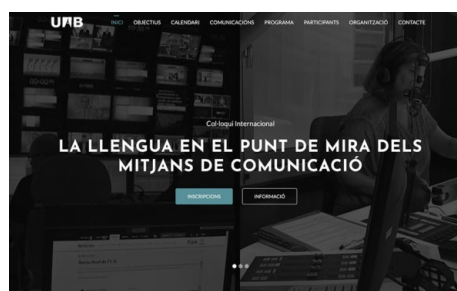 UAB
INICI OBJECTIUS CALENDARI COMUNICACIONS PROGRAMA PARTICIPANTS ORGANITZACIÓ CONTACTE
Col·loqui Internacional
LA LLENGUA EN EL PUNT DE MIRA DELS
MITJANS DE COMUNICACIÓ
INSCRIPCIONS INFORMACIÓ